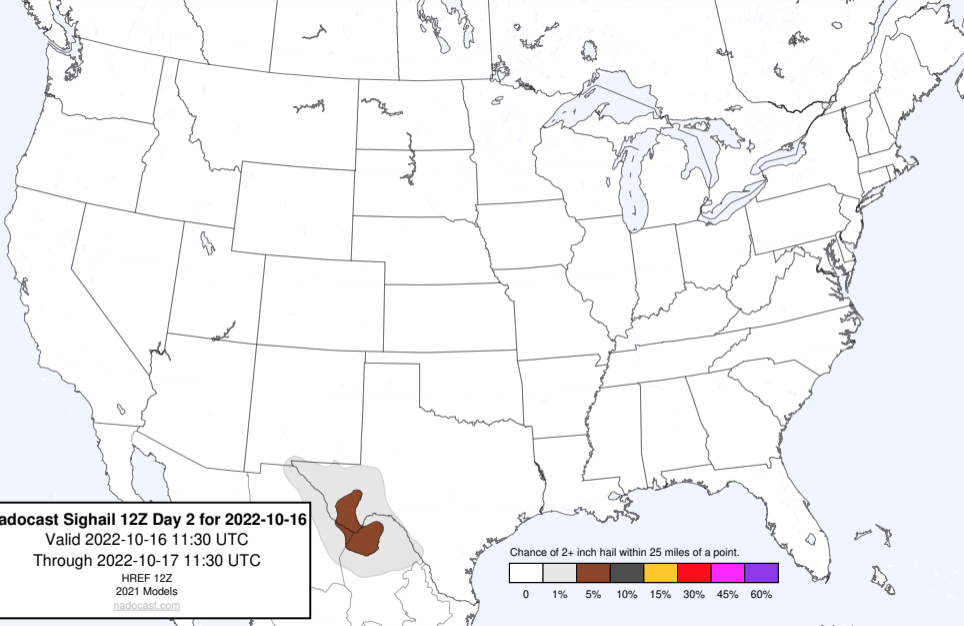 adocast Sighail 12Z Day 2 for 2022-10-16
Valid 2022-10-16 11:30 UTC
Through 2022-10-17 11:30 UTC
HREF 12Z
2021 Models
nadocast.com
Chance of 2+ inch hail within 25 miles of a point.
0 1% 5% 10% 15% 30% 45% 60%